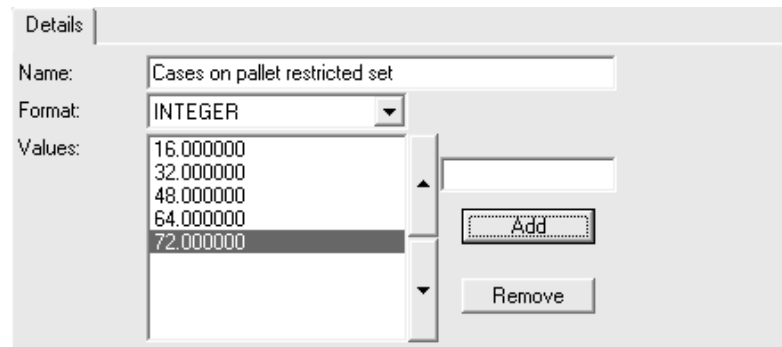 Details
Name: Cases on pallet restricted set
Format: INTEGER
Values:
16.000000
32.000000
48.000000
64.000000
72.000000
Add
Remove